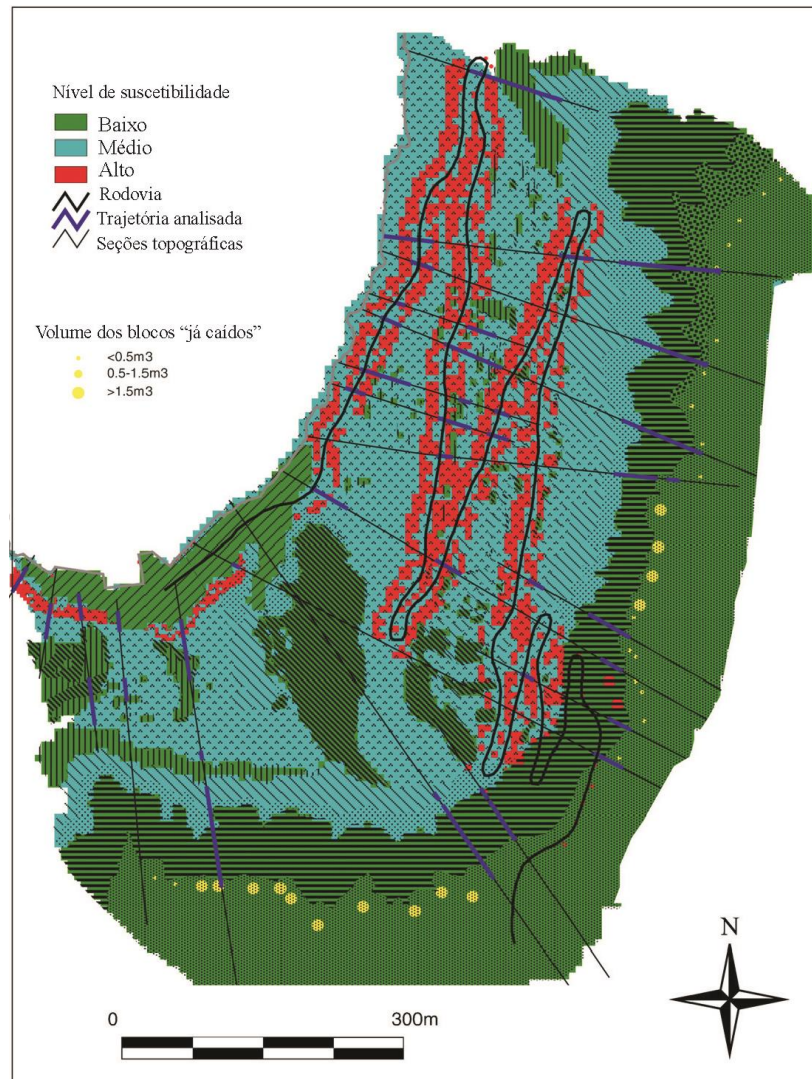 Nível de suscetibilidade
Baixo
Médio
Alto
Rodovia
Trajetória analisada
Seções topográficas
Volume dos blocos “já caídos”
<0.5m3
0.5-1.5m3
>1.5m3
N
0 300m